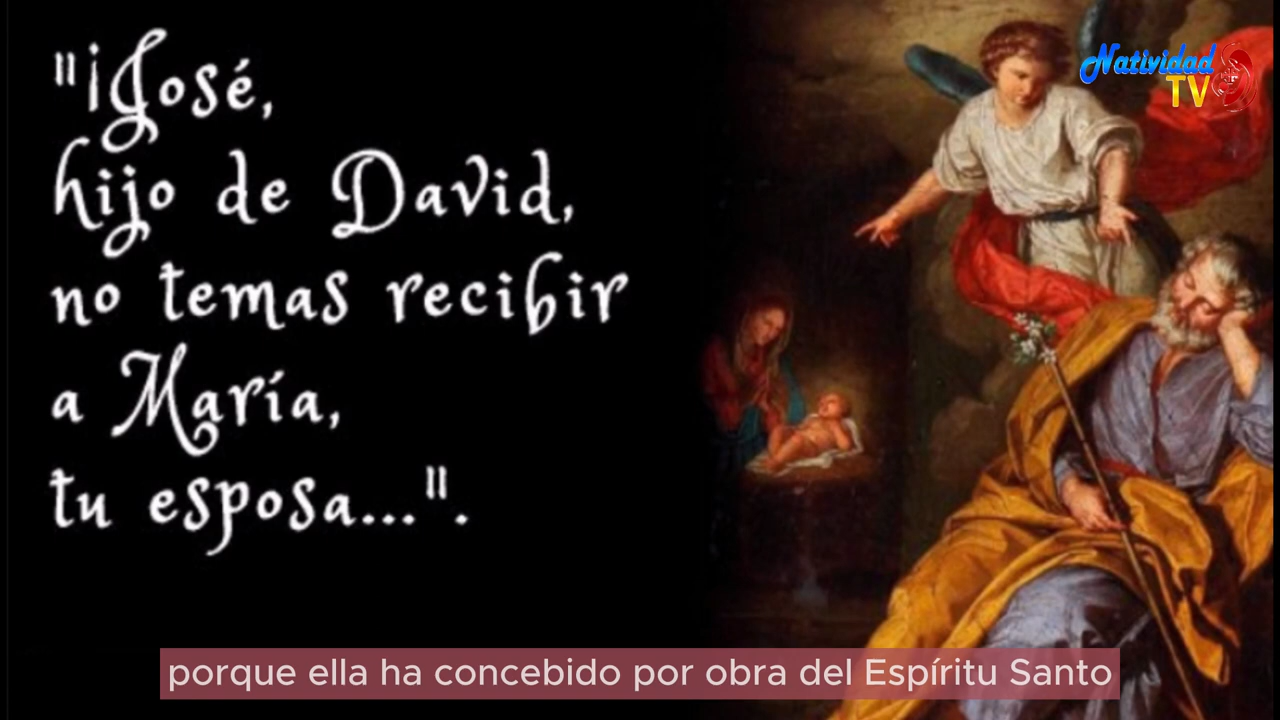 "¡José,
hijo de David,
no temas recibir
a María,
tu esposa...".
Natividad
TV
porque ella ha concebido por obra del Espíritu Santo